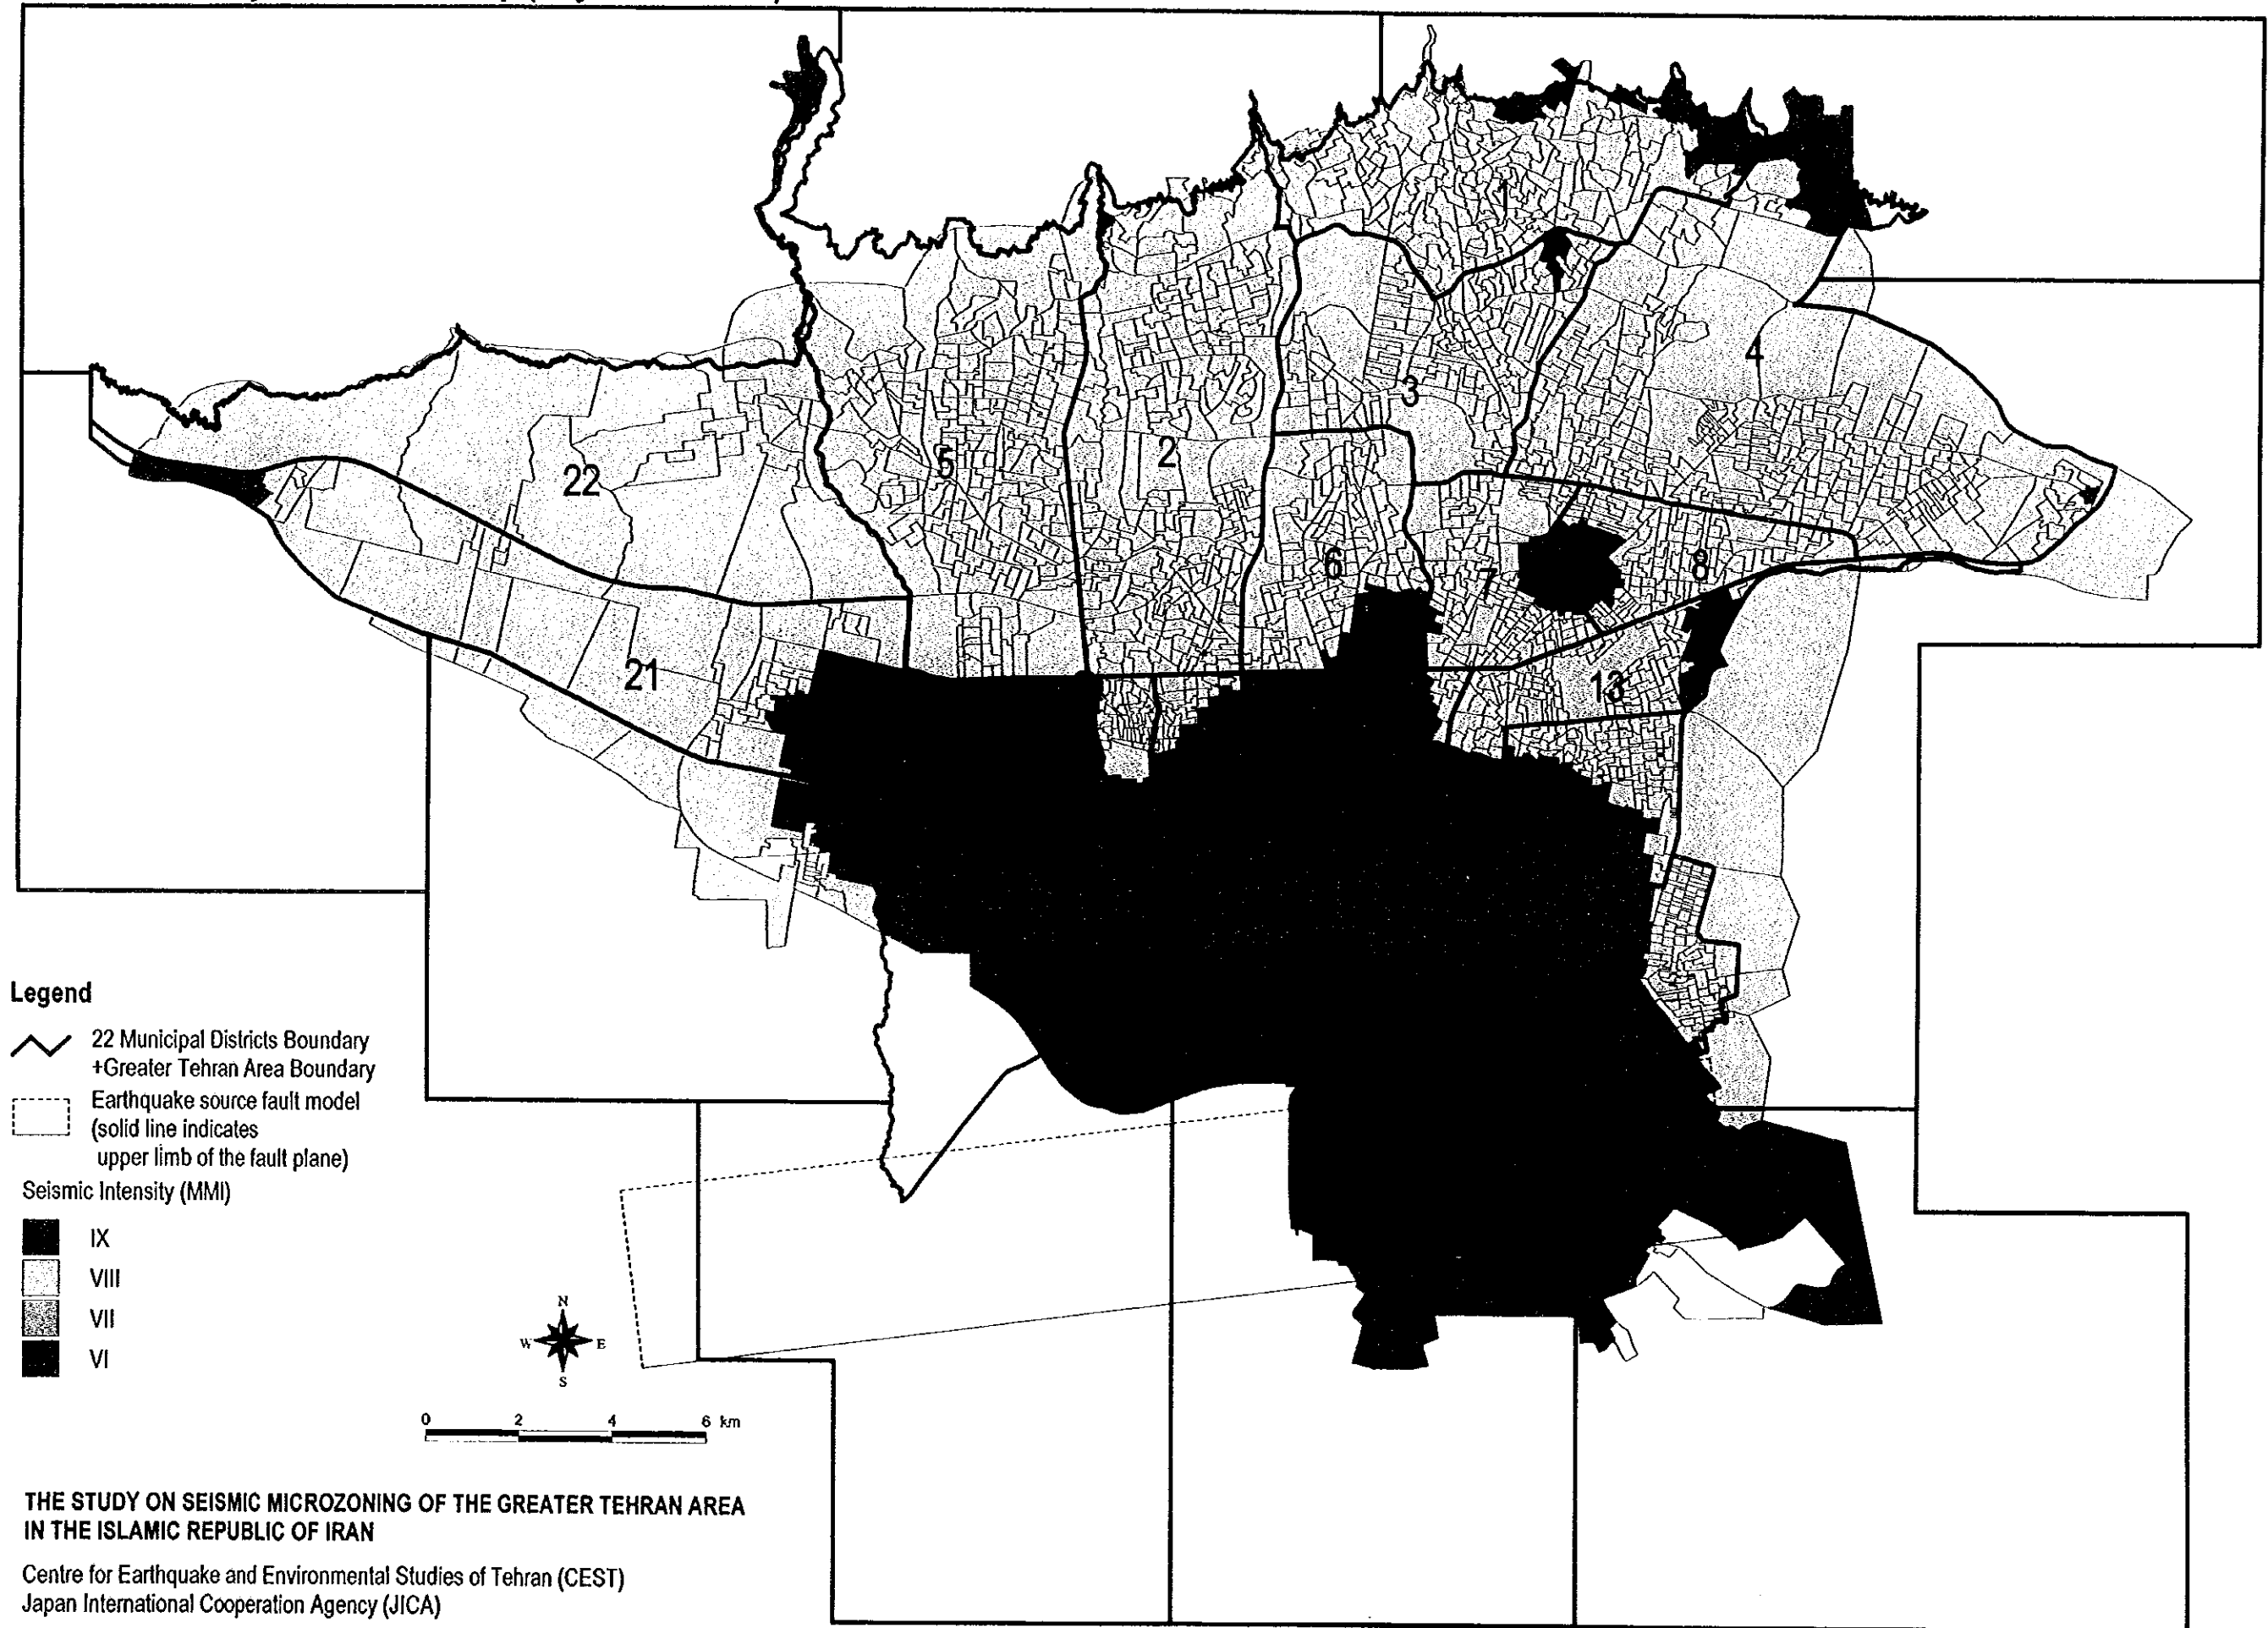 1
4
3
5
2
22
6
7
8
21
13
Legend
22 Municipal Districts Boundary
+Greater Tehran Area Boundary
Earthquake source fault model
(solid line indicates
upper limb of the fault plane)
Seismic Intensity (MMI)
IX
VIII
VII
VI
N
W E
S
0 2 4 6 km
THE STUDY ON SEISMIC MICROZONING OF THE GREATER TEHRAN AREA
IN THE ISLAMIC REPUBLIC OF IRAN
Centre for Earthquake and Environmental Studies of Tehran (CEST)
Japan International Cooperation Agency (JICA)